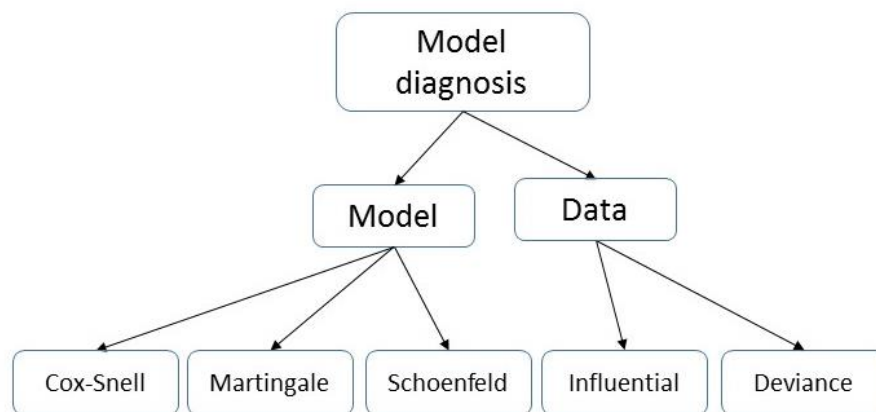 Model
diagnosis
Model
Data
Cox-Snell
Martingale
Schoenfeld
Influential
Deviance